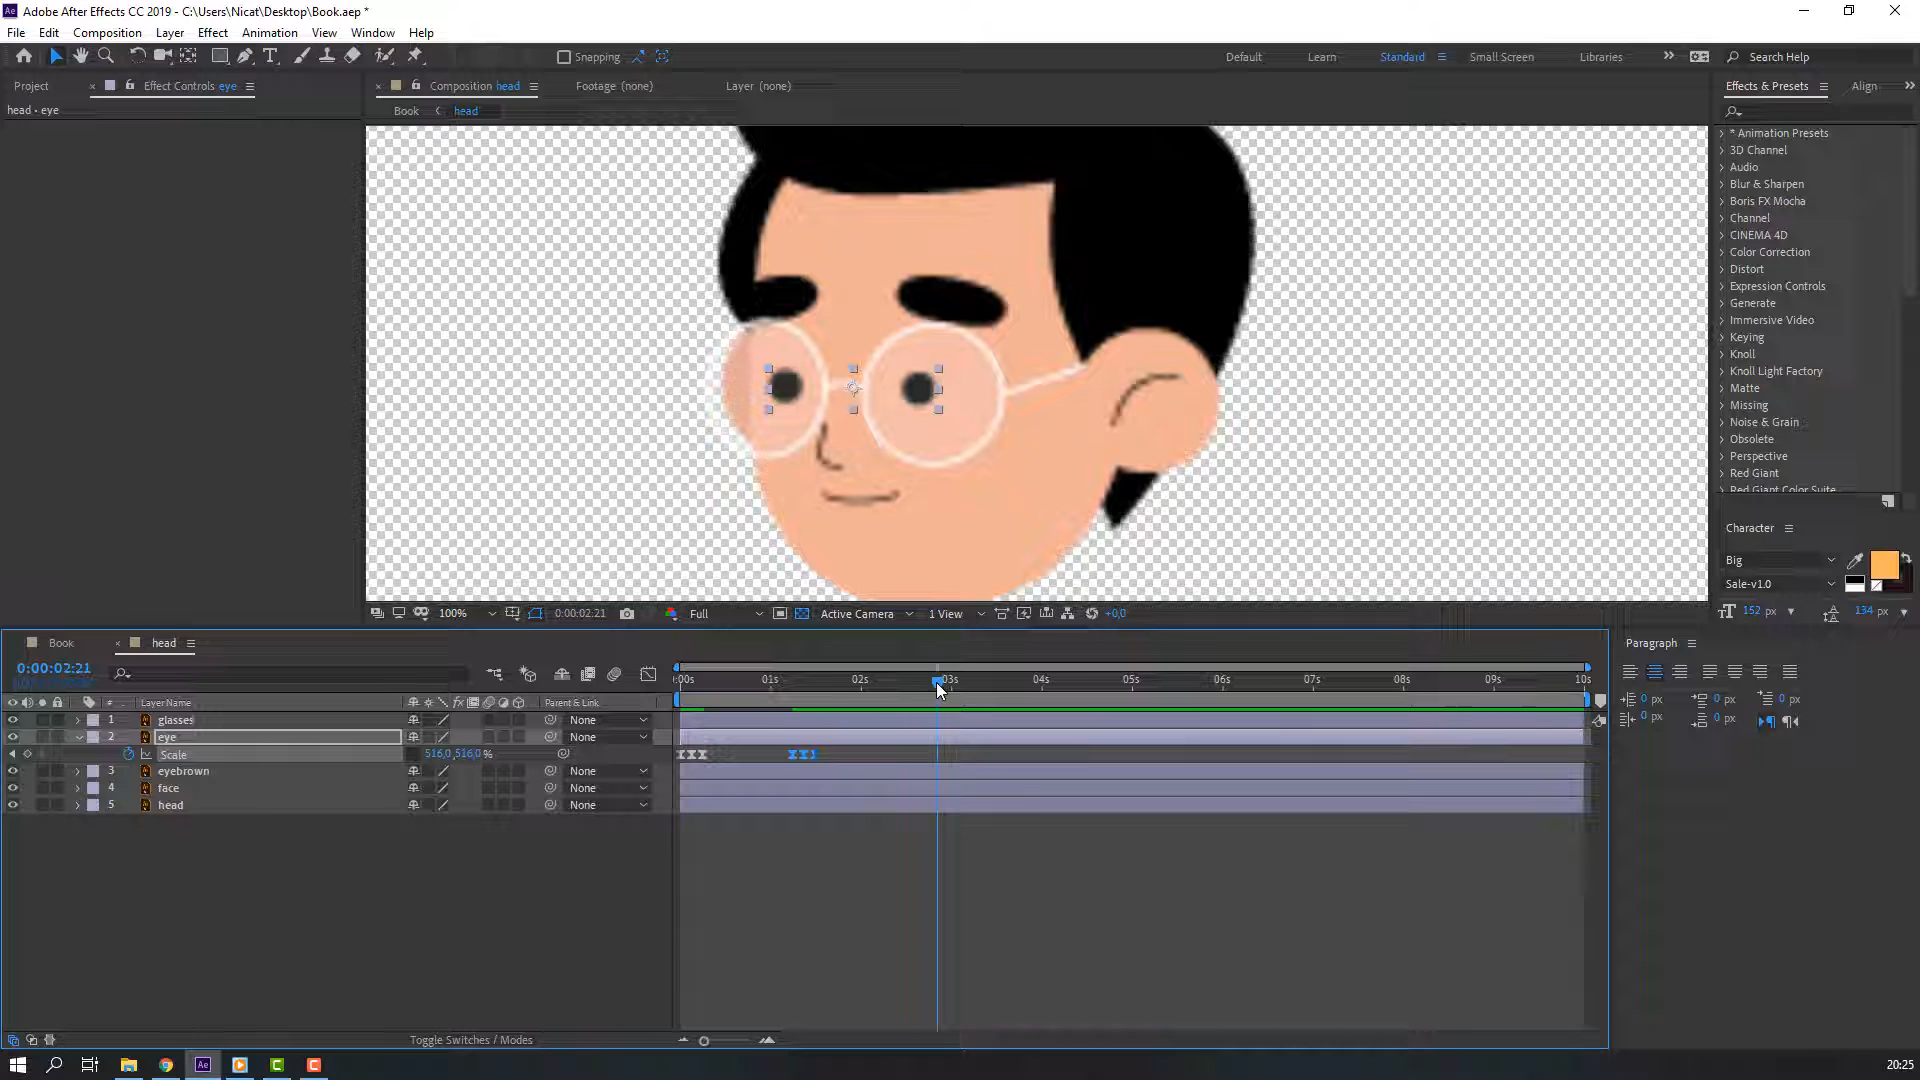 Adobe After Effects CC 2019 - C:\Users\Nicat\Desktop\Book.aep *
File Edit Composition Layer Effect Animation View Window Help
Snapping Default Learn Standard Small Screen Libraries Search Help
Project Effect Controls eye Composition head Footage (none) Layer (none) Effects & Presets Align
head • eye Book head
* Animation Presets
3D Channel
Audio
Blur & Sharpen
Boris FX Mocha
Channel
CINEMA 4D
Color Correction
Distort
Expression Controls
Generate
Immersive Video
Keying
Knoll
Knoll Light Factory
Matte
Missing
Noise & Grain
Obsolete
Perspective
Red Giant
Red Giant Color Suite
Character
Big
Sale-v1.0
152 px 134 px
100% 0:00:02:21 Full Active Camera 1 View +0,0
Book head
Paragraph
0:00:02:21
:00s 01s 02s 03s 04s 05s 06s 07s 08s 09s 10s
# Layer Name Parent & Link
0 px 0 px 0 px
0 px 0 px
1 glasses None
2 eye None
Scale 516,0,516,0 %
3 eyebrown None
4 face None
5 head None
Toggle Switches / Modes
20:25